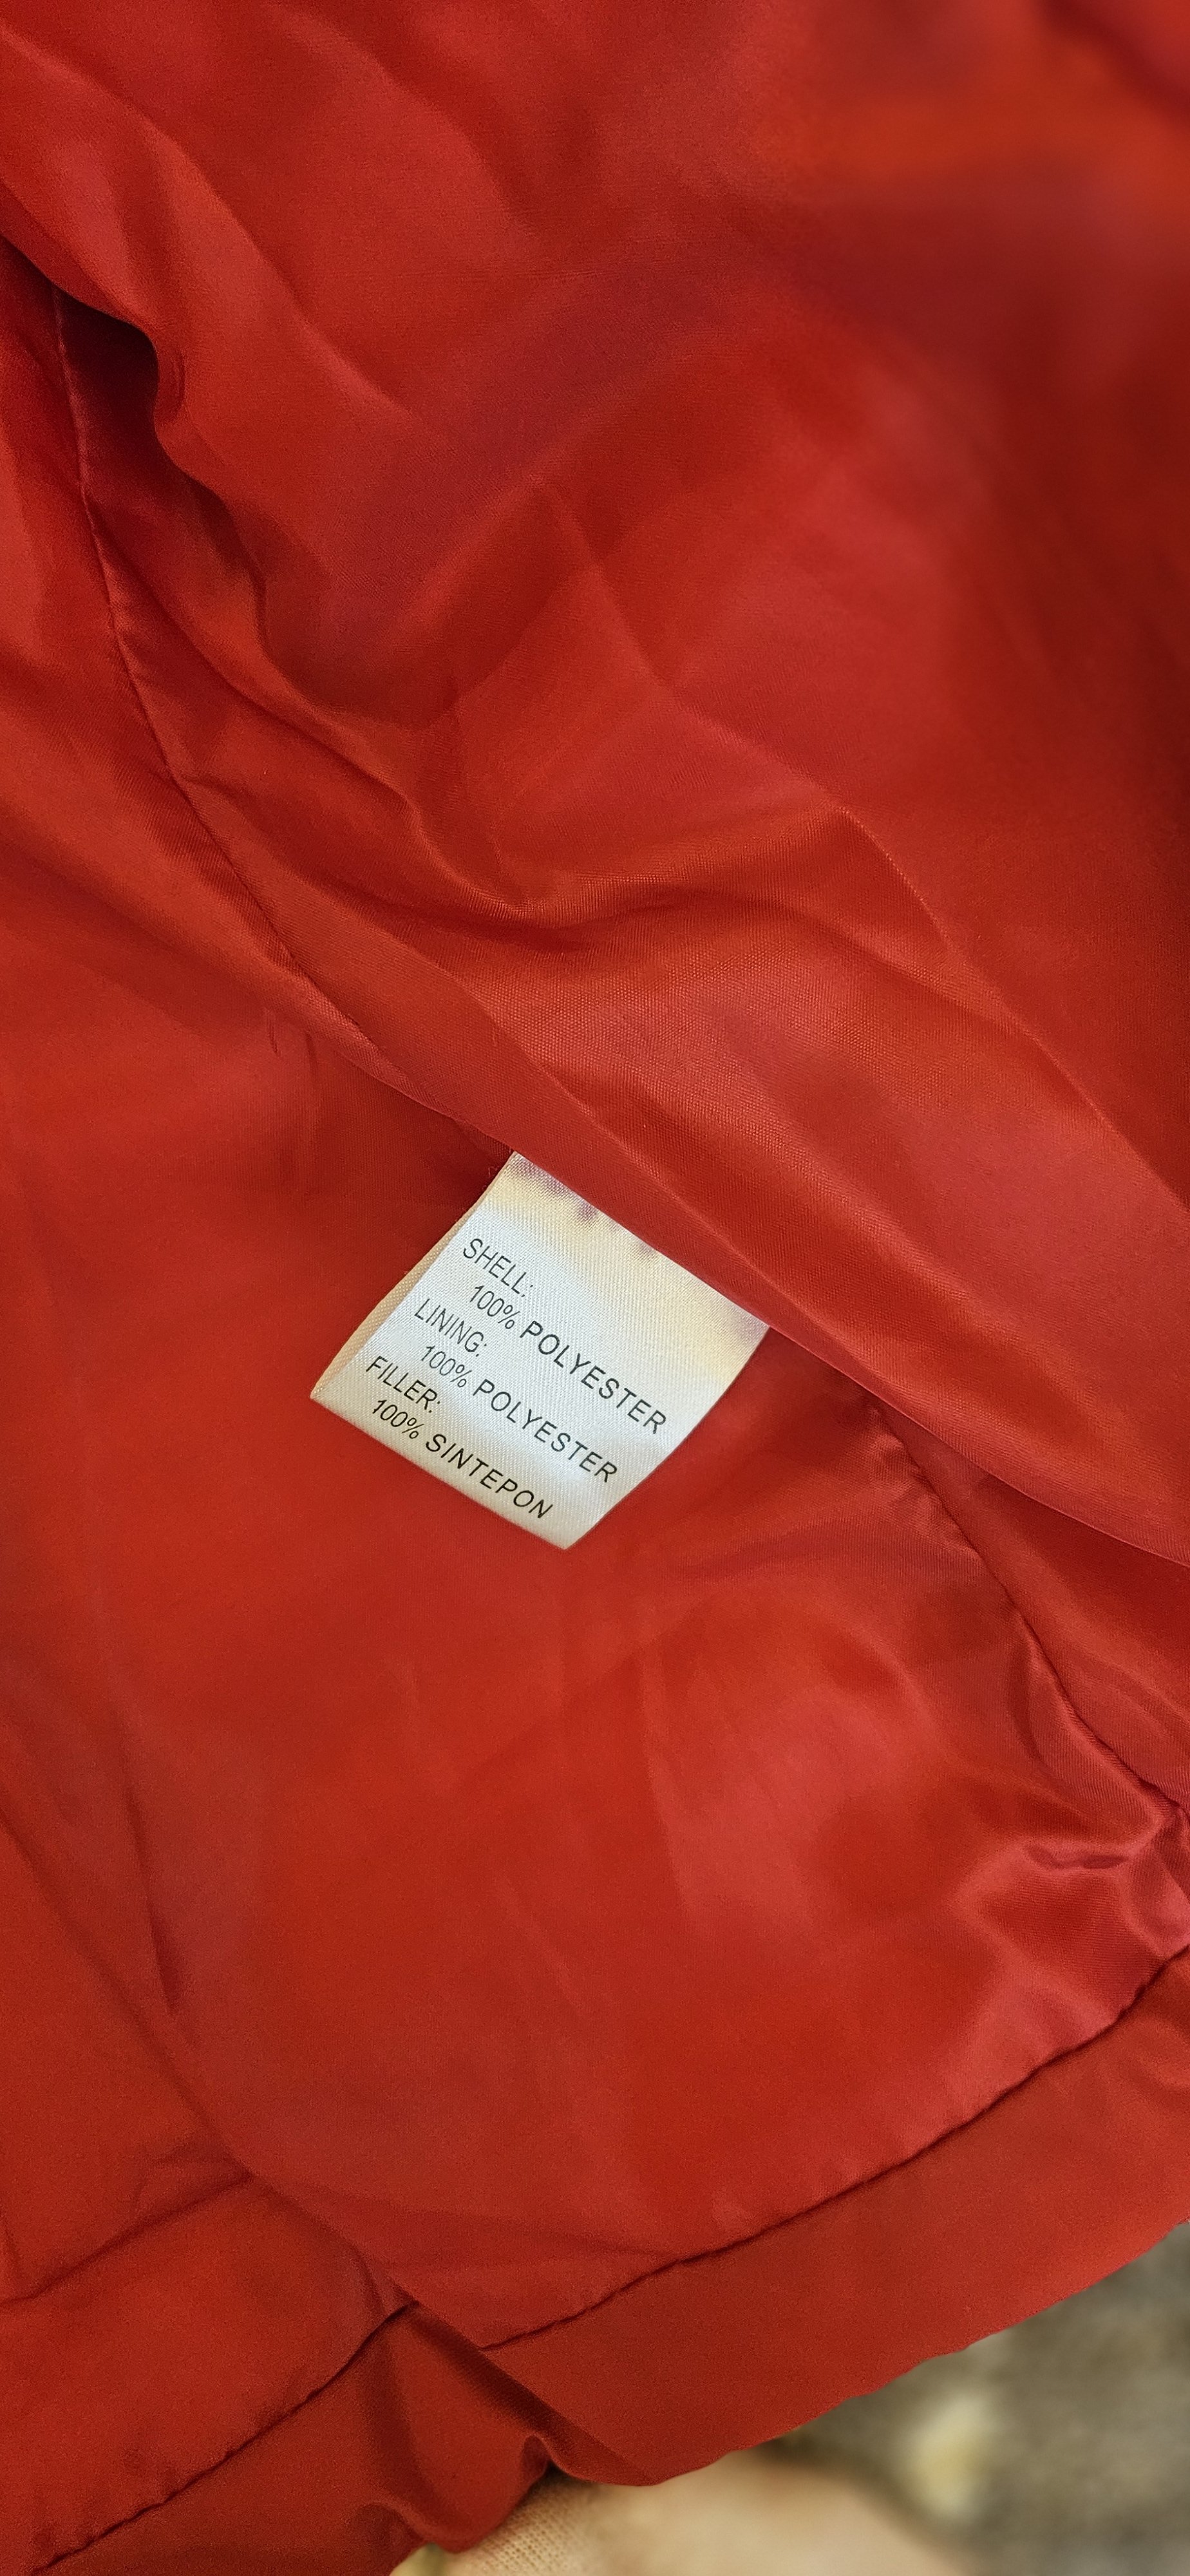 SHELL:
100% POLYESTER
LINING:
100% POLYESTER
FILLER:
100% SINTEPON